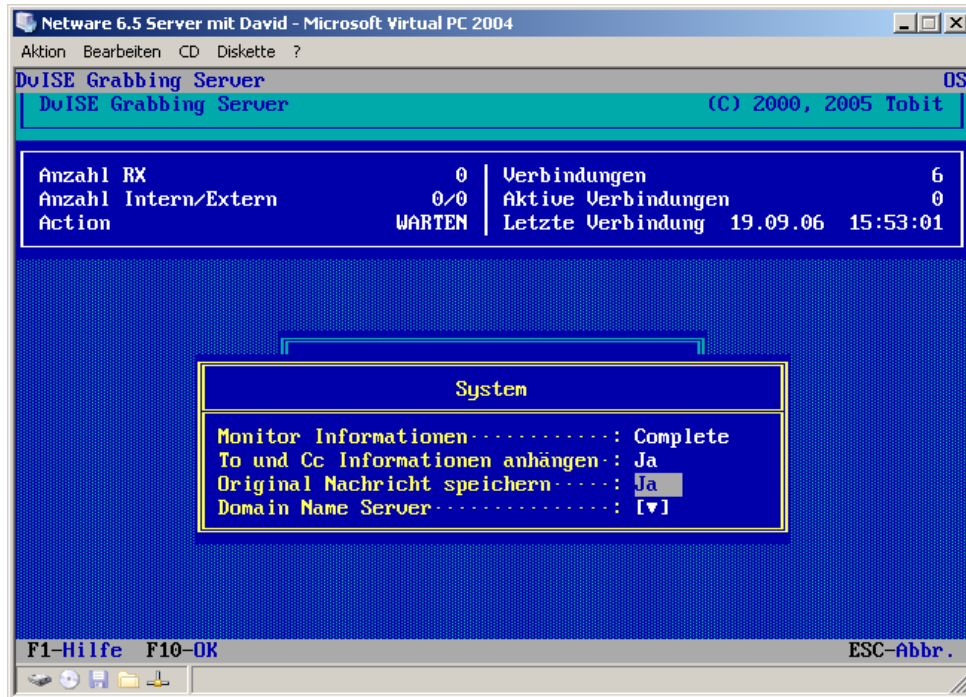 Netware 6.5 Server mit David - Microsoft Virtual PC 2004
Aktion Bearbeiten CD Diskette ?
DvISE Grabbing Server OS
DvISE Grabbing Server (C) 2000, 2005 Tobit
Anzahl RX 0 Verbindungen 6
Anzahl Intern/Extern 0/0 Aktive Verbindungen 0
Action WARTEN Letzte Verbindung 19.09.06 15:53:01
System
Monitor Informationen············: Complete
To und Cc Informationen anhängen·: Ja
Original Nachricht speichern·····: Ja
Domain Name Server···············: [▼]
F1-Hilfe F10-OK ESC-Abbr.